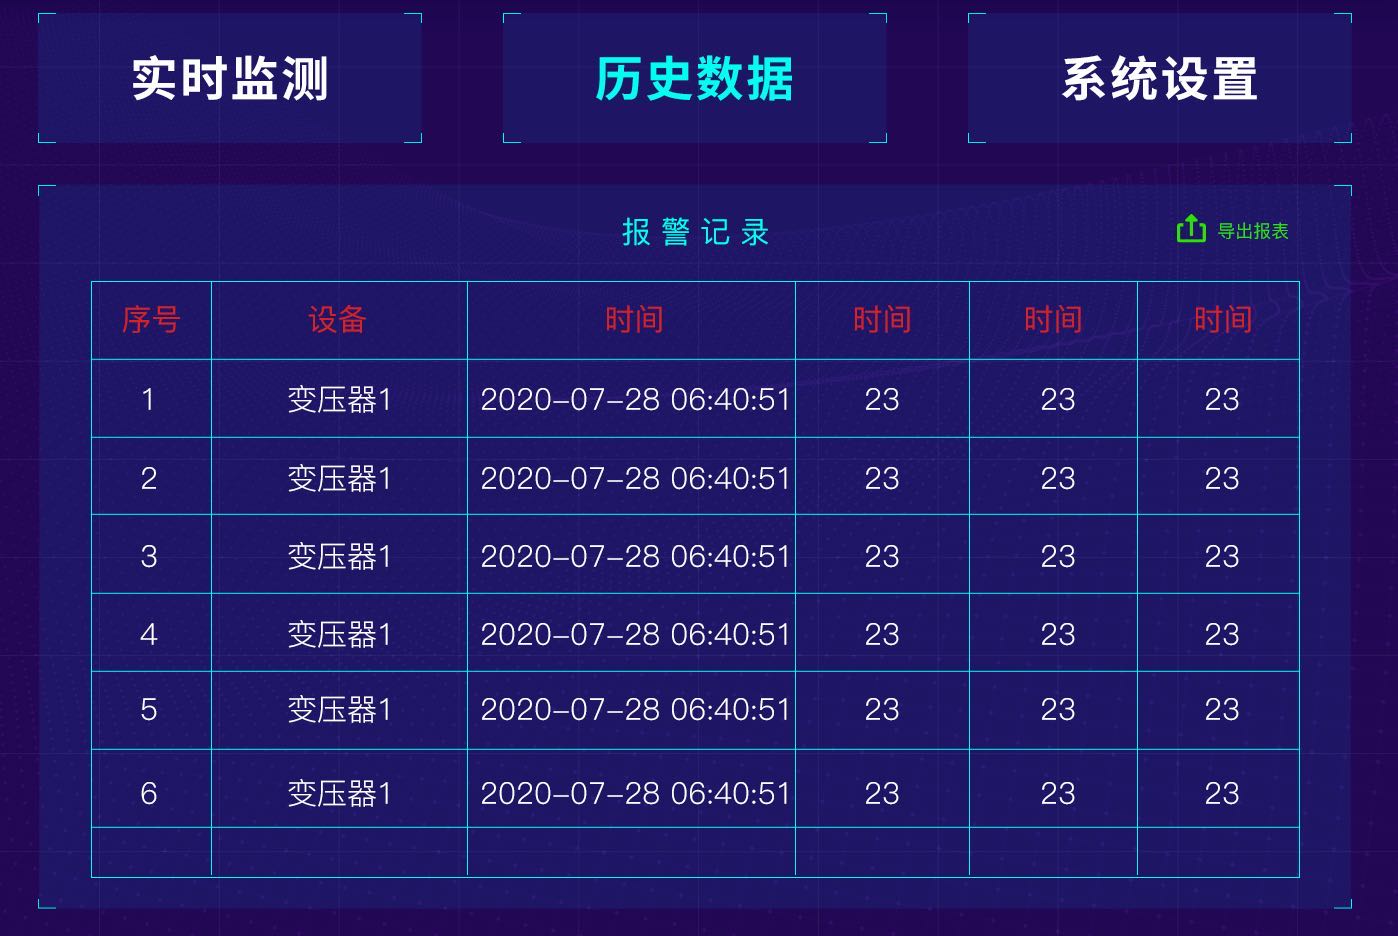 实时监测 历史数据 系统设置
报警记录
导出报表
序号 设备 时间 时间 时间 时间
1 变压器1 2020-07-28 06:40:51 23 23 23
2 变压器1 2020-07-28 06:40:51 23 23 23
3 变压器1 2020-07-28 06:40:51 23 23 23
4 变压器1 2020-07-28 06:40:51 23 23 23
5 变压器1 2020-07-28 06:40:51 23 23 23
6 变压器1 2020-07-28 06:40:51 23 23 23